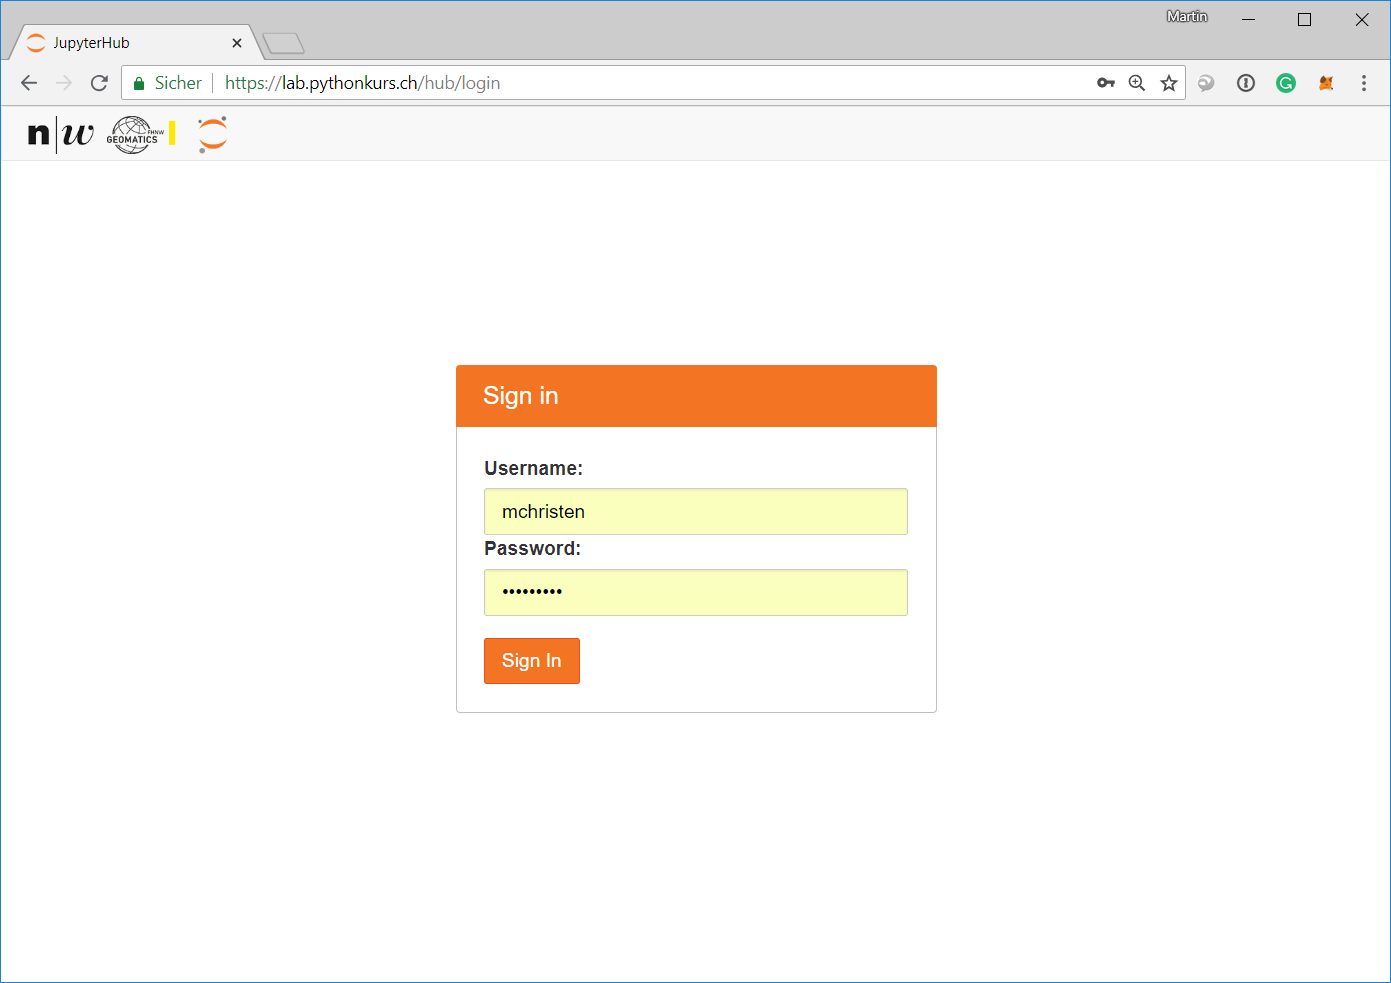 Martin
JupyterHub
Sicher https://lab.pythonkurs.ch/hub/login
n|w GEOMATICS FHNW
Sign in
Username:
mchristen
Password:
•••••••••
Sign In